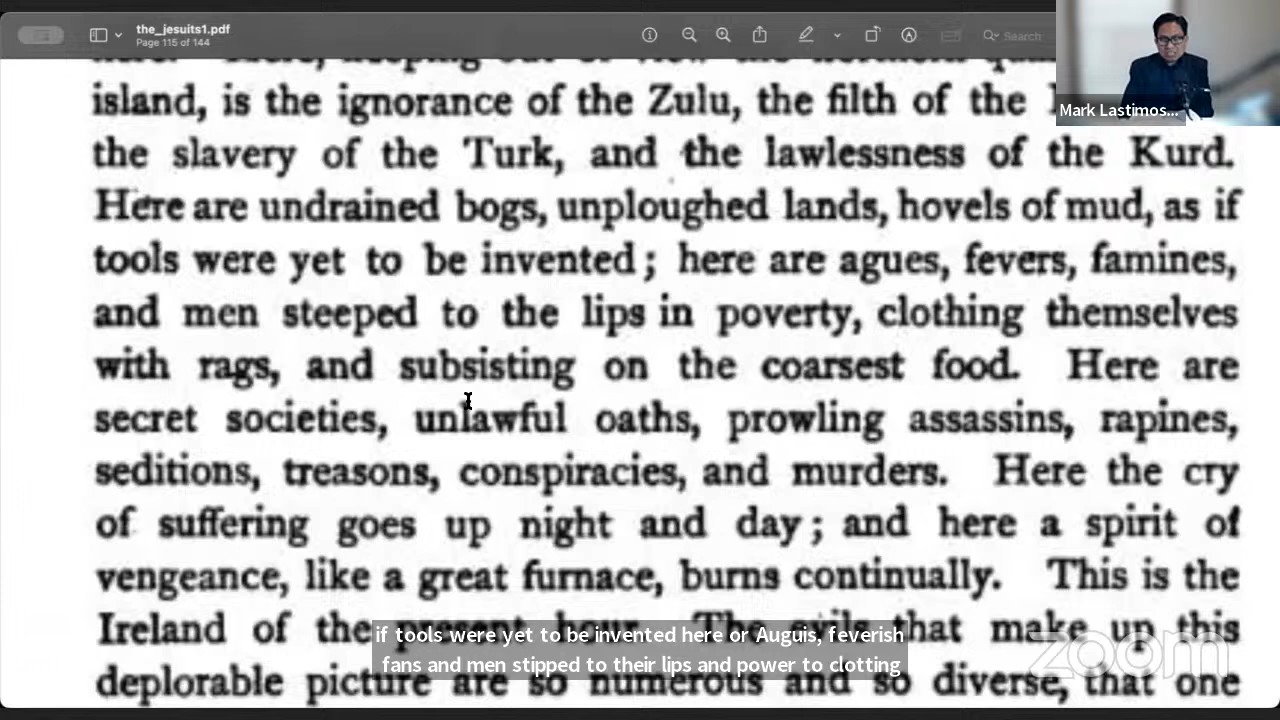 the_jesuits1.pdf
Page 115 of 144
Search
Mark Lastimos...
island, is the ignorance of the Zulu, the filth of the
the slavery of the Turk, and the lawlessness of the Kurd.
Here are undrained bogs, unploughed lands, hovels of mud, as if
tools were yet to be invented; here are agues, fevers, famines,
and men steeped to the lips in poverty, clothing themselves
with rags, and subsisting on the coarsest food. Here are
secret societies, unlawful oaths, prowling assassins, rapines,
seditions, treasons, conspiracies, and murders. Here the cry
of suffering goes up night and day; and here a spirit of
vengeance, like a great furnace, burns continually. This is the
Ireland of the present hour. The evils that make up this
if tools were yet to be invented here or Auguis, feverish
fans and men stipped to their lips and power to clotting
deplorable picture are so numerous and so diverse, that one
zoom